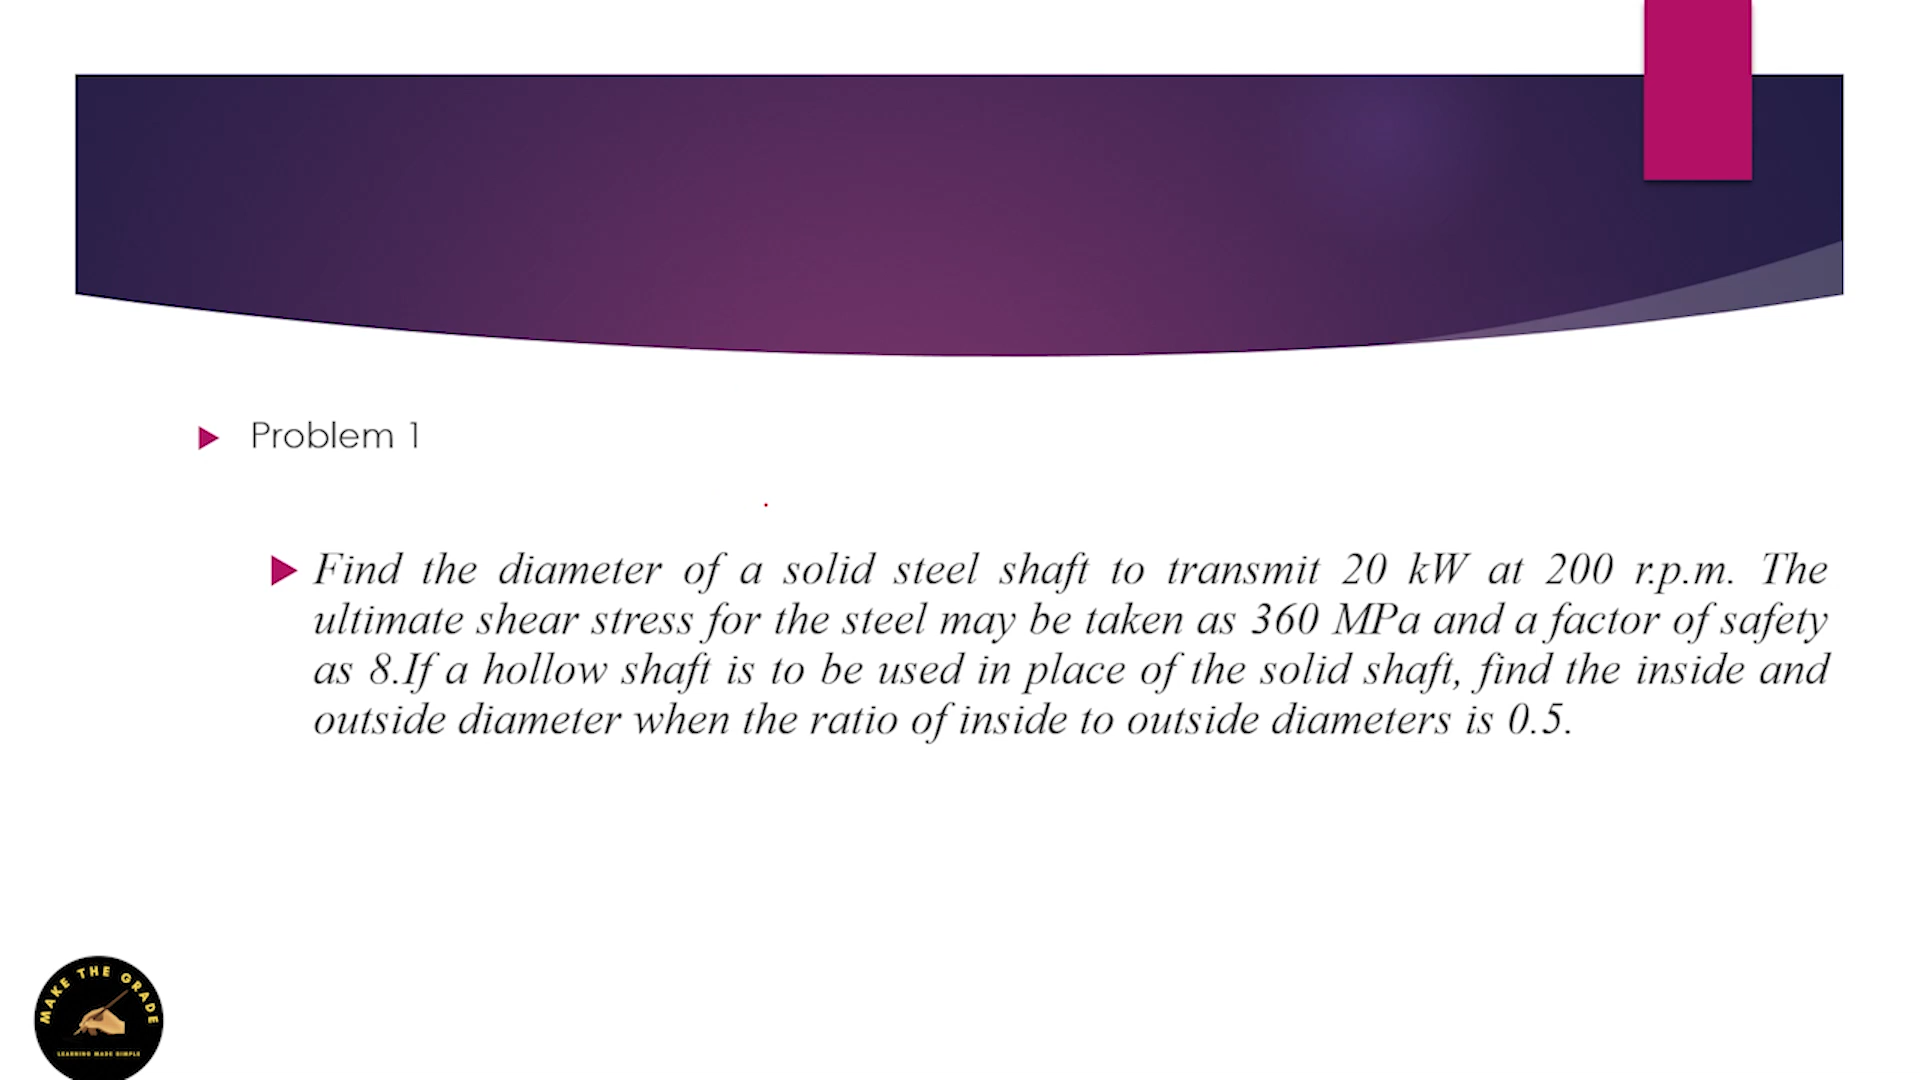 Problem 1
Find the diameter of a solid steel shaft to transmit 20 kW at 200 r.p.m. The
ultimate shear stress for the steel may be taken as 360 MPa and a factor of safety
as 8.If a hollow shaft is to be used in place of the solid shaft, find the inside and
outside diameter when the ratio of inside to outside diameters is 0.5.
MAKE THE GRADE
LEARNING MADE SIMPLE